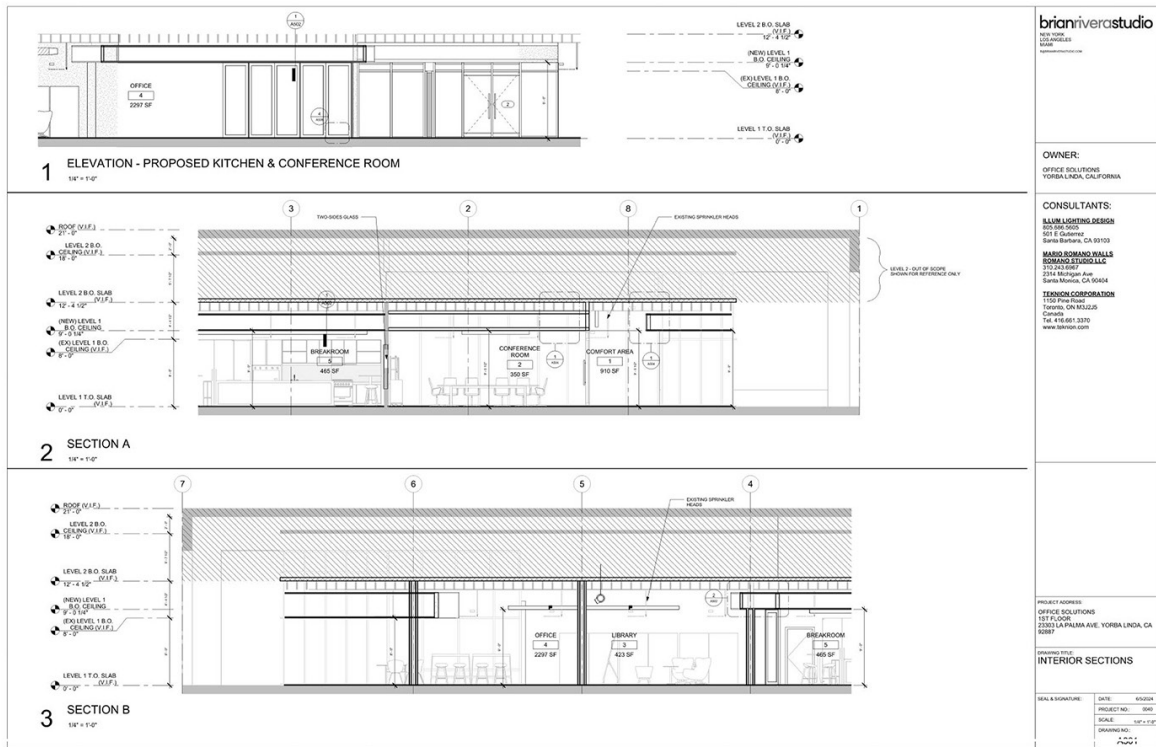 1
A502
LEVEL 2 B.O. SLAB
(V.I.F.)
12' - 4 1/2"
(NEW) LEVEL 1
B.O. CEILING
9' - 0 1/4"
(EX) LEVEL 1 B.O.
CEILING (V.I.F.)
8' - 0"
LEVEL 1 T.O. SLAB
(V.I.F.)
0' - 0"
OFFICE
4
2297 SF
2
1 ELEVATION - PROPOSED KITCHEN & CONFERENCE ROOM
1/4" = 1'-0"
3
2
8
1
TWO-SIDES GLASS
EXISTING SPRINKLER HEADS
ROOF (V.I.F.)
21' - 0"
LEVEL 2 B.O.
CEILING (V.I.F.)
18' - 0"
LEVEL 2 B.O. SLAB
(V.I.F.)
12' - 4 1/2"
(NEW) LEVEL 1
B.O. CEILING
9' - 0 1/4"
(EX) LEVEL 1 B.O.
CEILING (V.I.F.)
8' - 0"
LEVEL 1 T.O. SLAB
(V.I.F.)
0' - 0"
LEVEL 2 - OUT OF SCOPE
SHOWN FOR REFERENCE ONLY
BREAKROOM
5
465 SF
CONFERENCE
ROOM
2
350 SF
COMFORT AREA
1
910 SF
2 SECTION A
1/4" = 1'-0"
7
6
5
4
EXISTING SPRINKLER
HEADS
ROOF (V.I.F.)
21' - 0"
LEVEL 2 B.O.
CEILING (V.I.F.)
18' - 0"
LEVEL 2 B.O. SLAB
(V.I.F.)
12' - 4 1/2"
(NEW) LEVEL 1
B.O. CEILING
9' - 0 1/4"
(EX) LEVEL 1 B.O.
CEILING (V.I.F.)
8' - 0"
LEVEL 1 T.O. SLAB
(V.I.F.)
0' - 0"
OFFICE
4
2297 SF
LIBRARY
3
423 SF
BREAKROOM
5
465 SF
3 SECTION B
1/4" = 1'-0"
brianriverastudio
NEW YORK
LOS ANGELES
MIAMI
OWNER:
OFFICE SOLUTIONS
YORBA LINDA, CALIFORNIA
CONSULTANTS:
ILLUM LIGHTING DESIGN
805.686.5605
501 E Gutierrez
Santa Barbara, CA 93103
MARIO ROMANO WALLS
ROMANO STUDIO LLC
310.243.6967
2314 Michigan Ave
Santa Monica, CA 90404
TEKNION CORPORATION
1150 Pine Road
Toronto, ON M3J2J5
Canada
Tel. 416.661.3370
www.teknion.com
PROJECT ADDRESS:
OFFICE SOLUTIONS
1ST FLOOR
23303 LA PALMA AVE, YORBA LINDA, CA
92887
DRAWING TITLE:
INTERIOR SECTIONS
SEAL & SIGNATURE:
DATE: 6/5/2024
PROJECT NO.: 0040
SCALE: 1/4" = 1'-0"
DRAWING NO.: